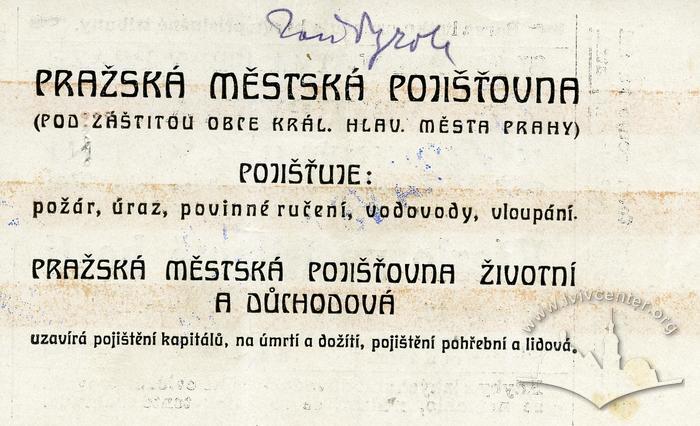 PRAŽSKÁ MĚSTSKÁ POJIŠŤOVNA
(POD ZÁŠTITOU OBCE KRÁL. HLAV. MĚSTA PRAHY)
POJIŠŤUJE:
požár, úraz, povinné ručení, vodovody, vloupání.
PRAŽSKÁ MĚSTSKÁ POJIŠŤOVNA ŽIVOTNÍ
A DŮCHODOVÁ
uzavírá pojištění kapitálů, na úmrtí a dožití, pojištění pohřební a lidová.
www.lvivcenter.org